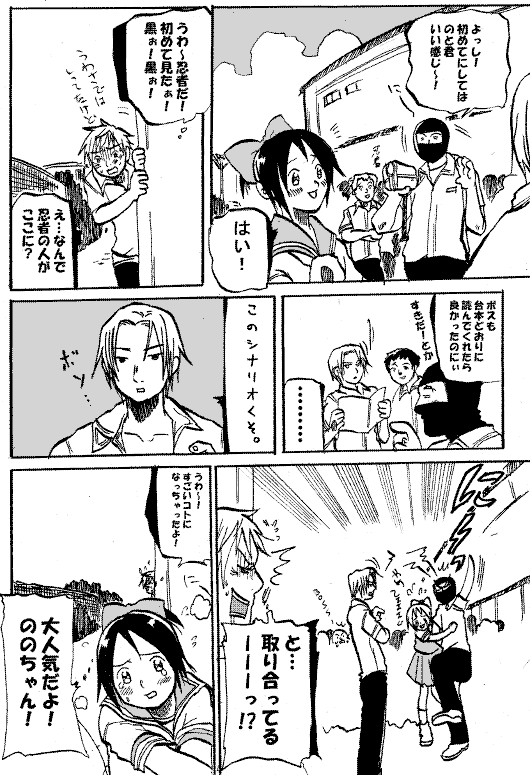 よっし！
初めてにしては
のと君
いい感じ～！
はい！
うわ～忍者だ！
初めて見たぁ！
黒ぉ！黒ぉ！
うわさでは
しってたけど
え…なんで
忍者の人が
ここに？
ボスも
台本どおりに
読んでくれたら
良かったのにぃ
すきだ！とか
………
このシナリオくそ。
ボソ…
と…
取り合ってる
ーーーっ！？
うわ～！
すごいコトに
なっちゃったよ！
大人気だよ！
ののちゃん！